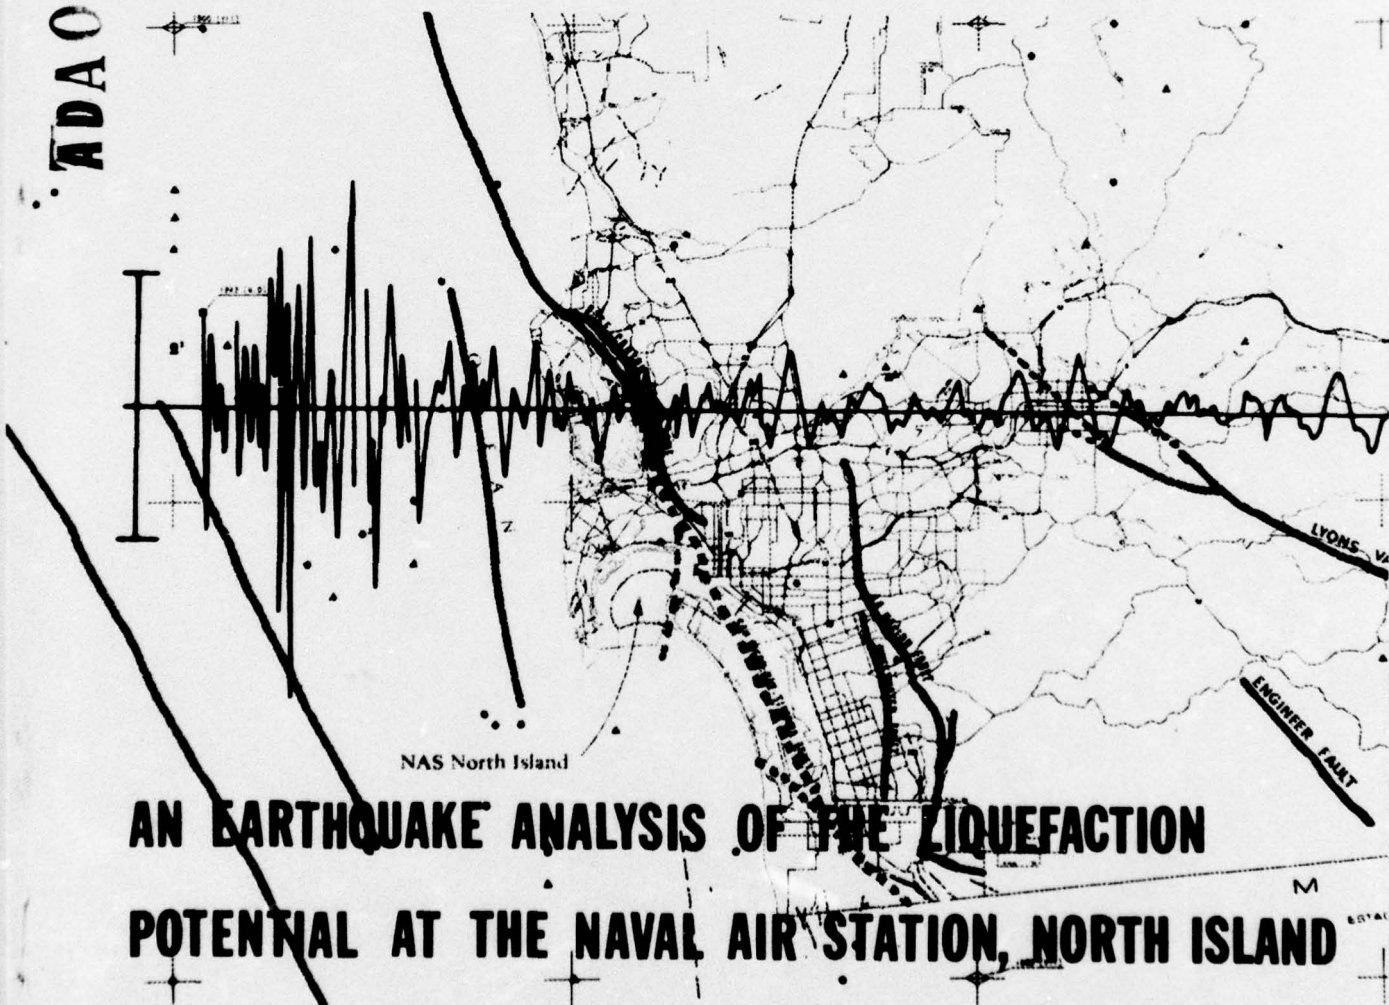 ADAO
NAS North Island
LYONS VA
ENGINEER FAULT
AN EARTHQUAKE ANALYSIS OF THE LIQUEFACTION
M
POTENTIAL AT THE NAVAL AIR STATION, NORTH ISLAND